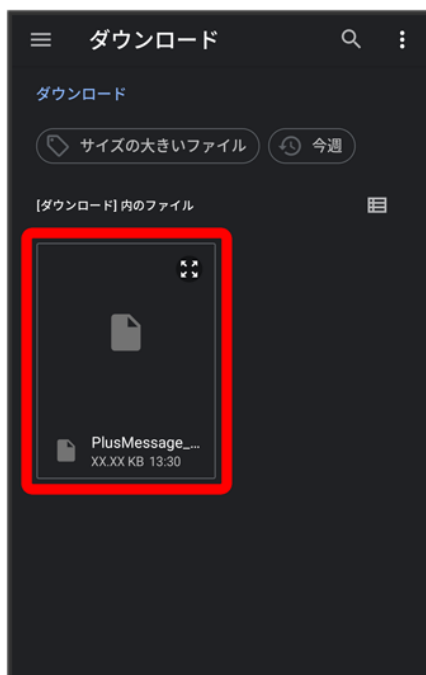 ダウンロード
ダウンロード
サイズの大きいファイル 今週
[ダウンロード] 内のファイル
PlusMessage_...
XX.XX KB 13:30